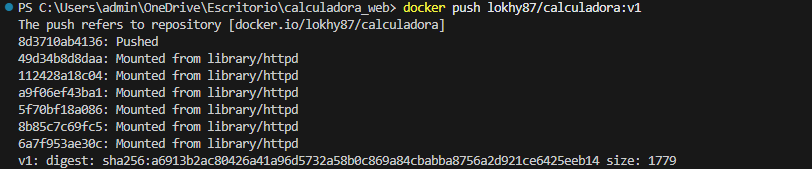 PS C:\Users\admin\OneDrive\Escritorio\calculadora_web> docker push lokhy87/calculadora:v1
The push refers to repository [docker.io/lokhy87/calculadora]
8d3710ab4136: Pushed
49d34b8d8daa: Mounted from library/httpd
112428a18c04: Mounted from library/httpd
a9f06ef43ba1: Mounted from library/httpd
5f70bf18a086: Mounted from library/httpd
8b85c7c69fc5: Mounted from library/httpd
6a7f953ae30c: Mounted from library/httpd
v1: digest: sha256:a6913b2ac80426a41a96d5732a58b0c869a84cbabba8756a2d921ce6425eeb14 size: 1779